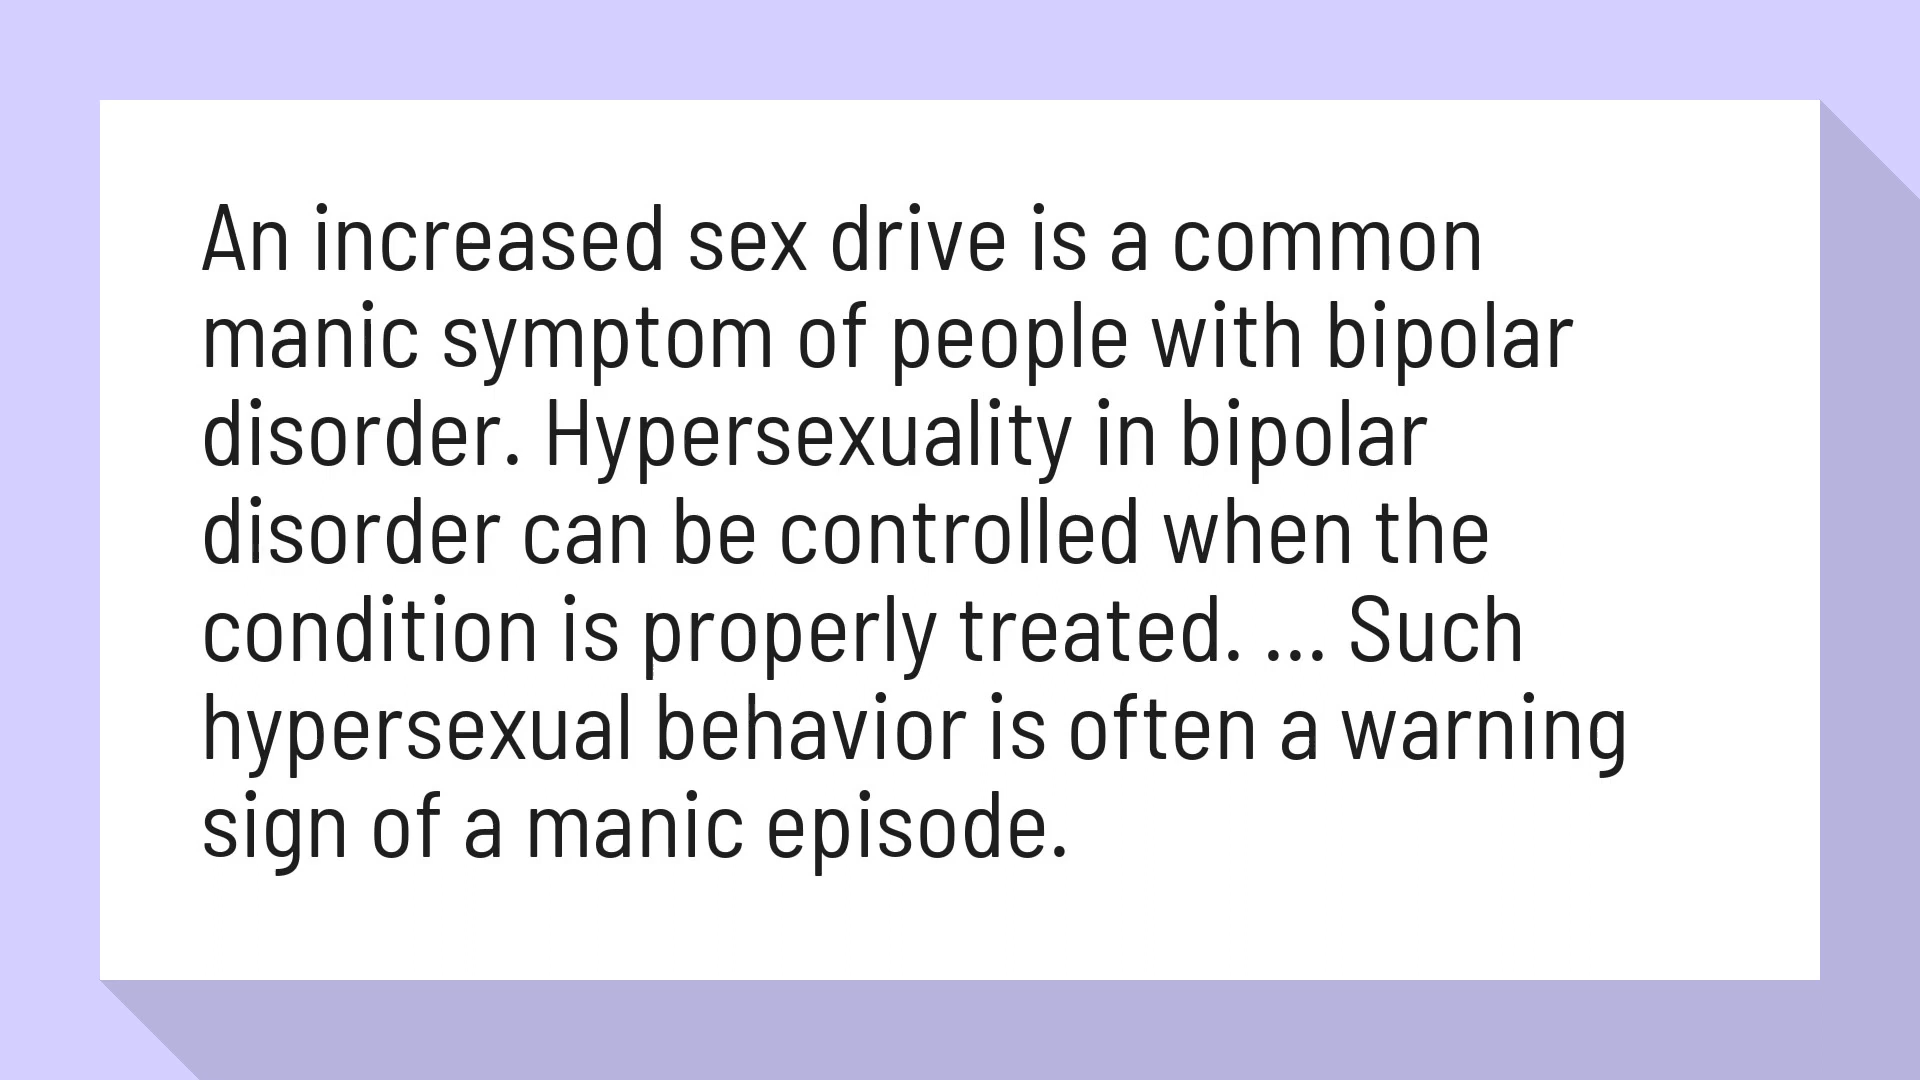 An increased sex drive is a common
manic symptom of people with bipolar
disorder. Hypersexuality in bipolar
disorder can be controlled when the
condition is properly treated. ... Such
hypersexual behavior is often a warning
sign of a manic episode.